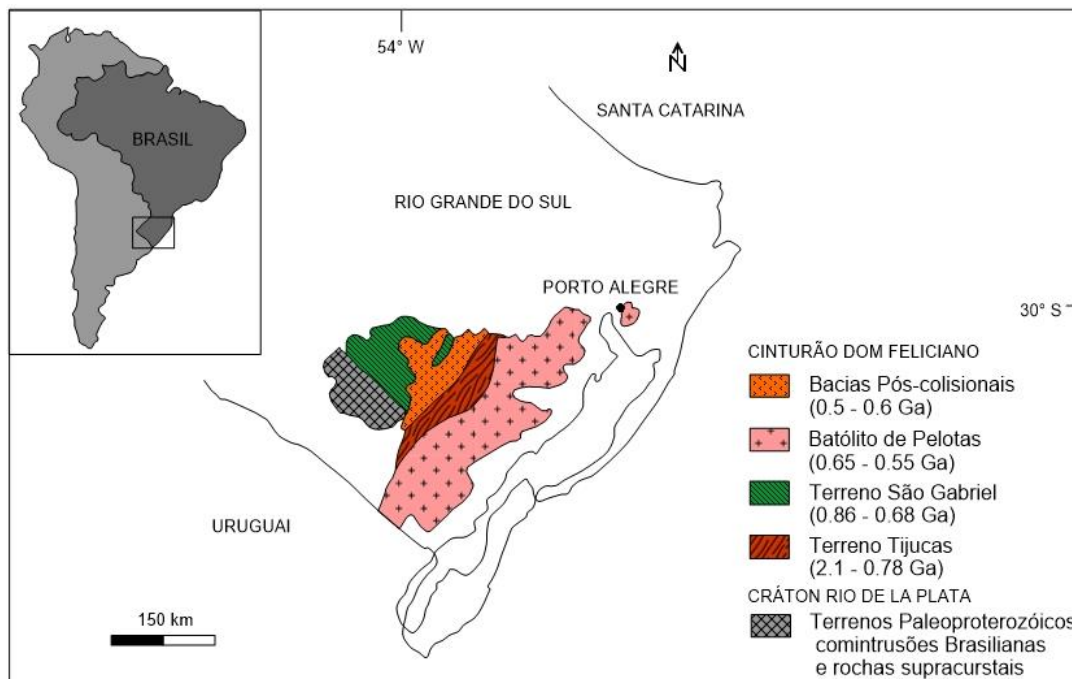 54° W
N
SANTA CATARINA
BRASIL
RIO GRANDE DO SUL
PORTO ALEGRE
30° S
CINTURÃO DOM FELICIANO
Bacias Pós-colisionais
(0.5 - 0.6 Ga)
Batólito de Pelotas
(0.65 - 0.55 Ga)
Terreno São Gabriel
(0.86 - 0.68 Ga)
URUGUAI
Terreno Tijucas
(2.1 - 0.78 Ga)
CRÁTON RIO DE LA PLATA
150 km
Terrenos Paleoproterozóicos
comintrusões Brasilianas
e rochas supracurstais